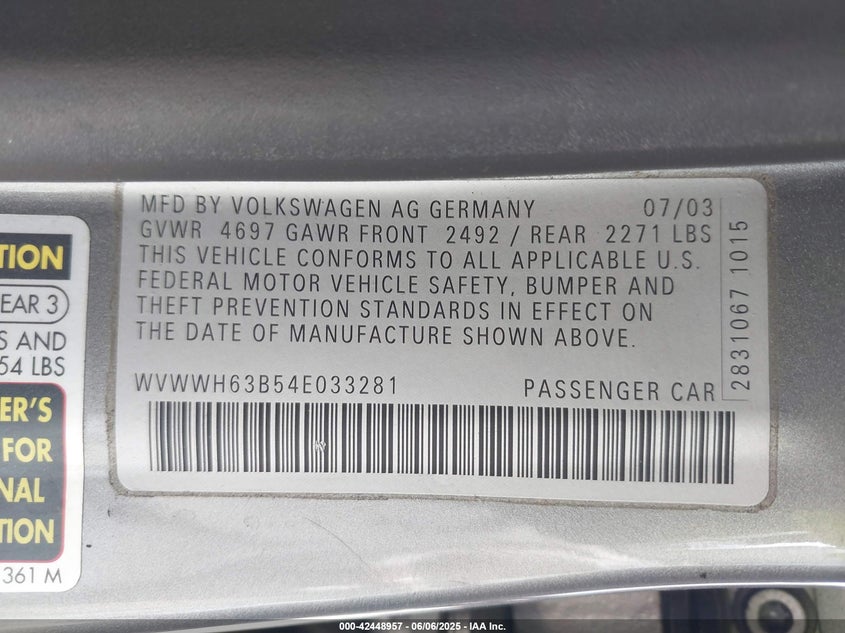 MFD BY VOLKSWAGEN AG GERMANY 07/03
GVWR 4697 GAWR FRONT 2492 / REAR 2271 LBS
THIS VEHICLE CONFORMS TO ALL APPLICABLE U.S.
FEDERAL MOTOR VEHICLE SAFETY, BUMPER AND
THEFT PREVENTION STANDARDS IN EFFECT ON
THE DATE OF MANUFACTURE SHOWN ABOVE.
WVWWH63B54E033281 PASSENGER CAR
2831067 1015
TION
EAR 3
S AND
54 LBS
ER'S
FOR
NAL
TION
361 M
000-42448957 - 06/06/2025 - IAA Inc.